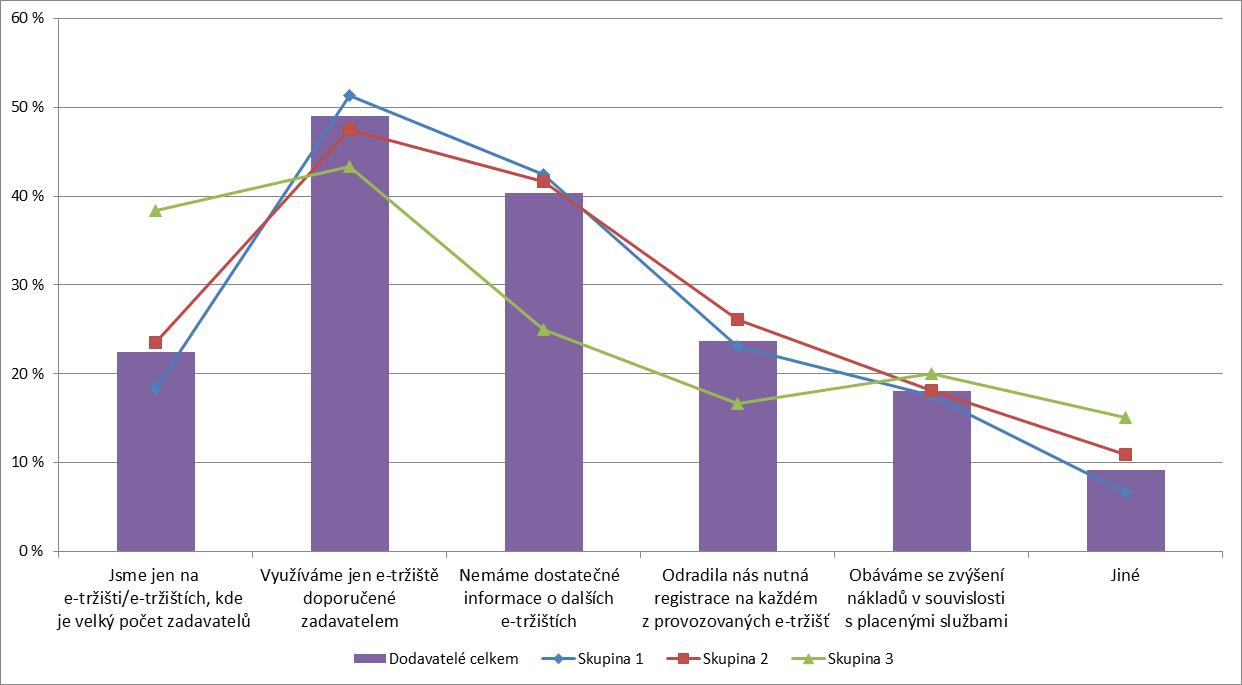 60 %
50 %
40 %
30 %
20 %
10 %
0 %
Jsme jen na
e-tržišti/e-tržištích, kde
je velký počet zadavatelů
Využíváme jen e-tržiště
doporučené
zadavatelem
Nemáme dostatečné
informace o dalších
e-tržištích
Odradila nás nutná
registrace na každém
z provozovaných e-tržišť
Obáváme se zvýšení
nákladů v souvislosti
s placenými službami
Jiné
Dodavatelé celkem
Skupina 1
Skupina 2
Skupina 3